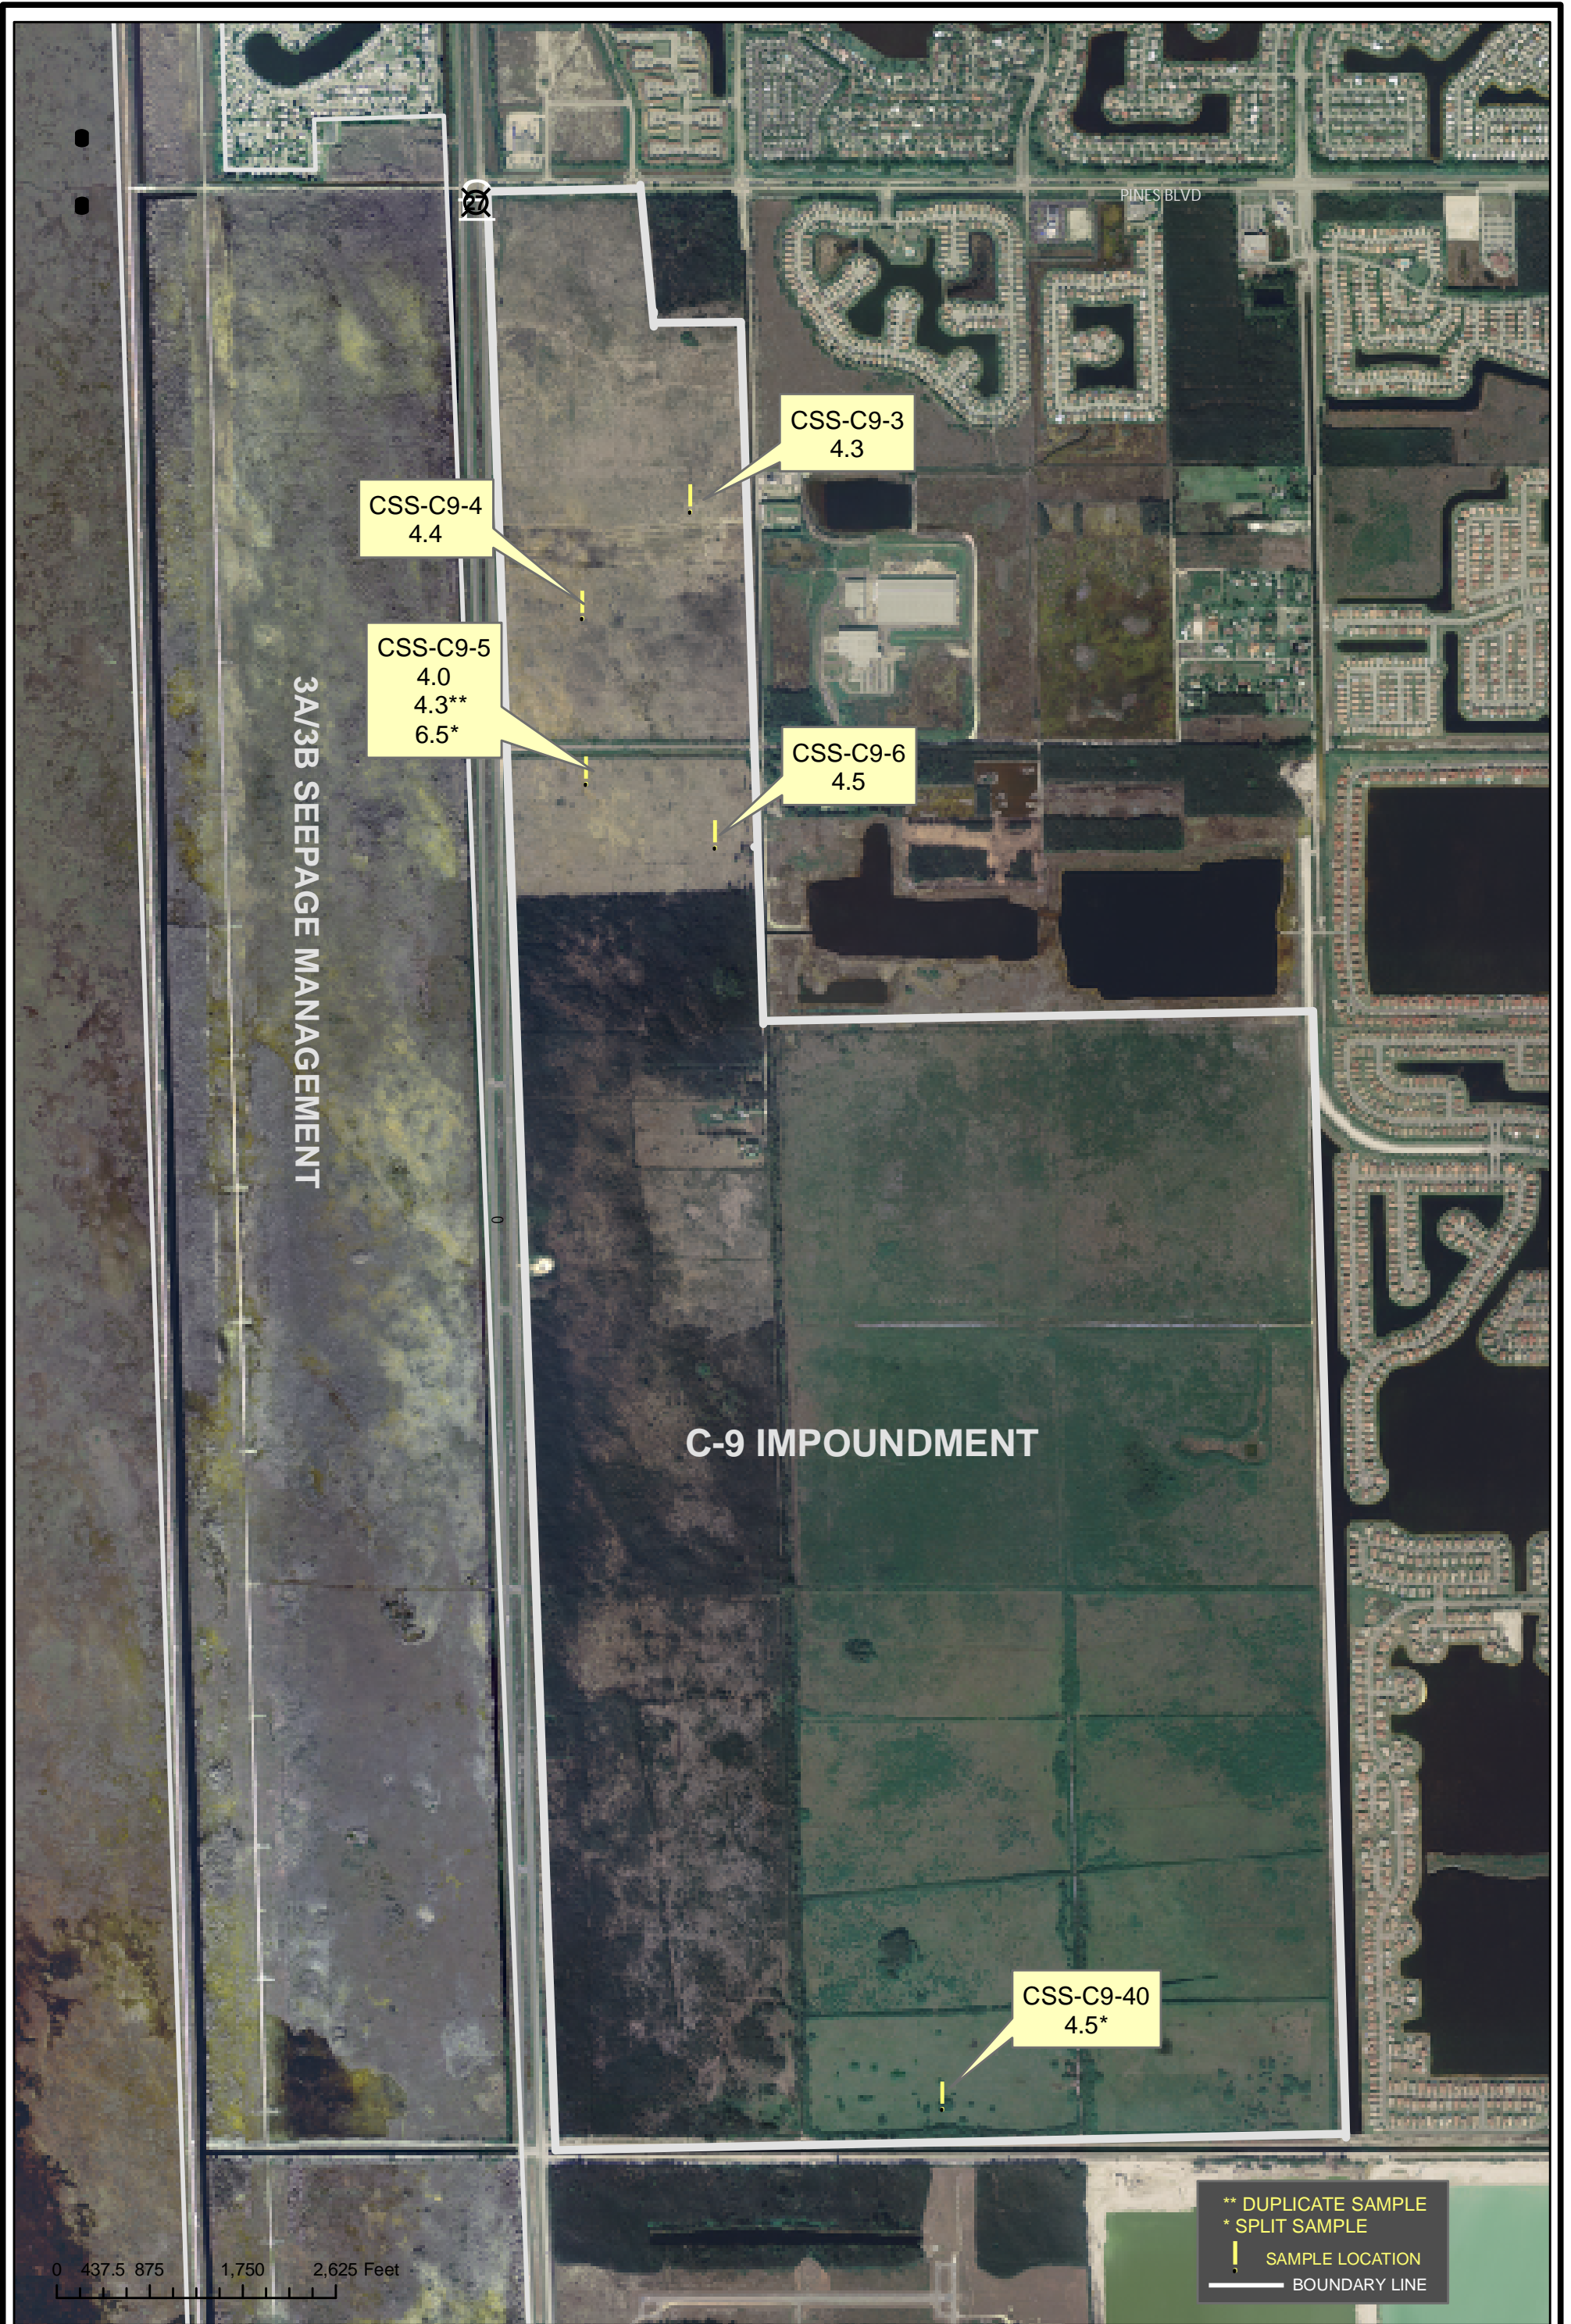 27
PINES BLVD
CSS-C9-3
4.3
CSS-C9-4
4.4
CSS-C9-5
4.0
4.3**
6.5*
CSS-C9-6
4.5
3A/3B SEEPAGE MANAGEMENT
0
C-9 IMPOUNDMENT
CSS-C9-40
4.5*
** DUPLICATE SAMPLE
* SPLIT SAMPLE
SAMPLE LOCATION
BOUNDARY LINE
0 437.5 875 1,750 2,625 Feet